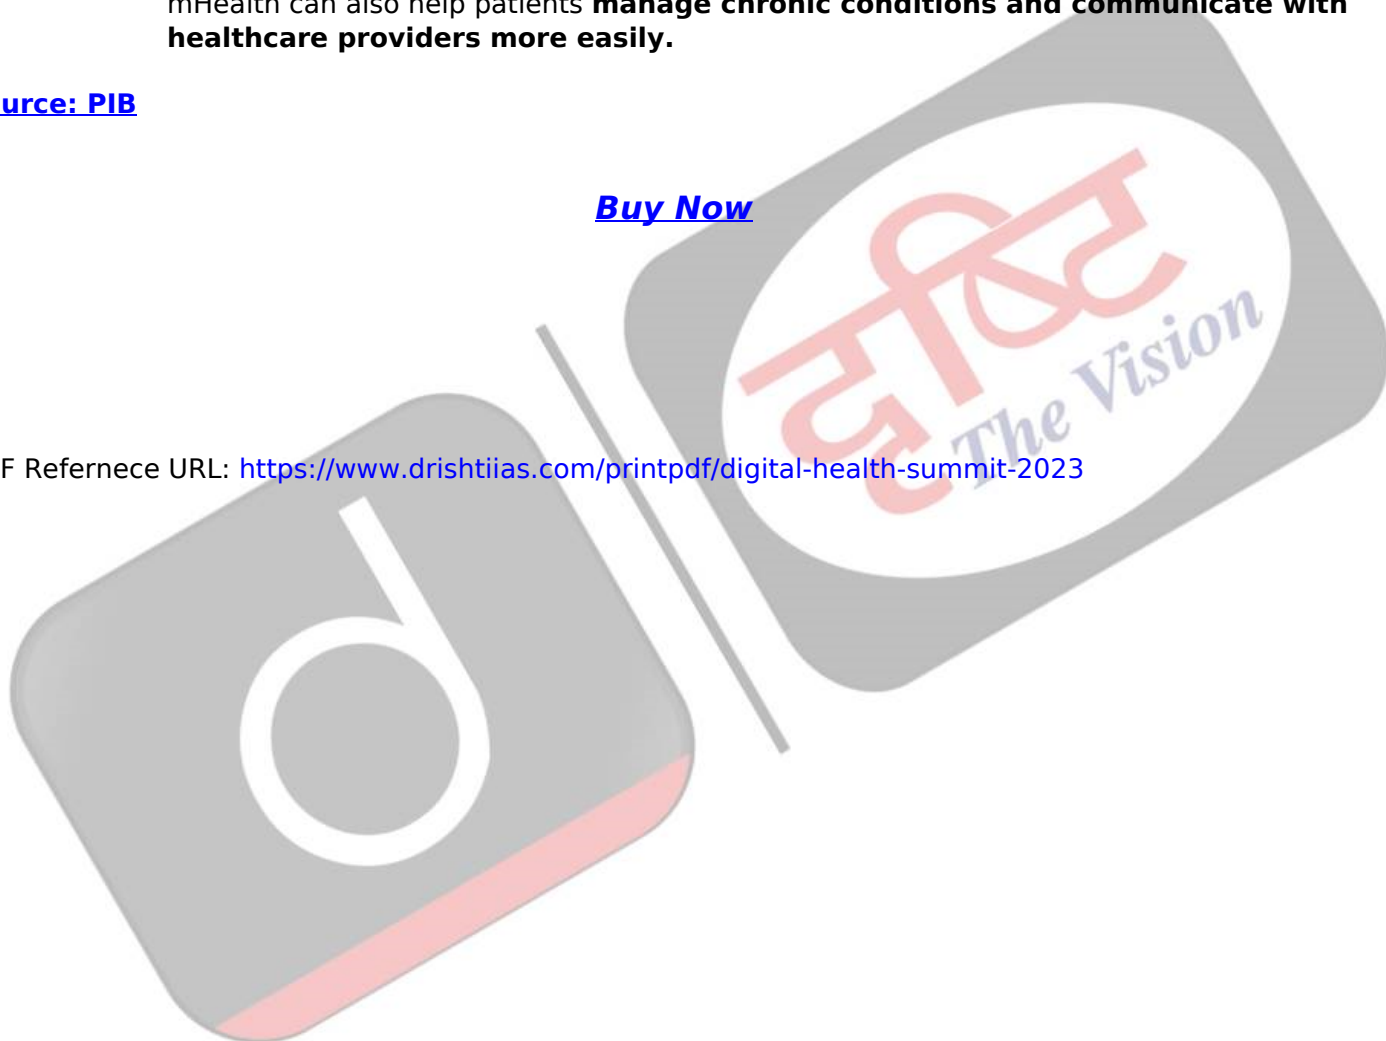 mHealth can also help patients manage chronic conditions and communicate with
healthcare providers more easily.
urce: PIB
Buy Now
दृष्टि
The Vision
F Refernece URL: https://www.drishtiias.com/printpdf/digital-health-summit-2023
d